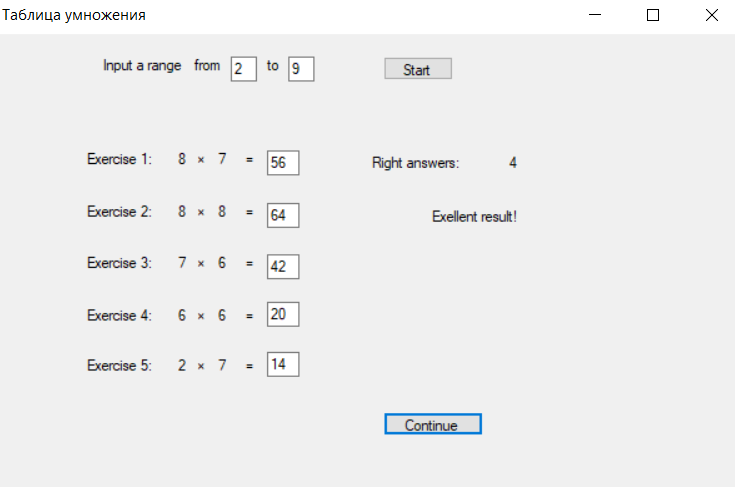 Таблица умножения
Input a range from 2 to 9 Start
Exercise 1: 8 × 7 = 56 Right answers: 4
Exercise 2: 8 × 8 = 64 Exellent result!
Exercise 3: 7 × 6 = 42
Exercise 4: 6 × 6 = 20
Exercise 5: 2 × 7 = 14
Continue